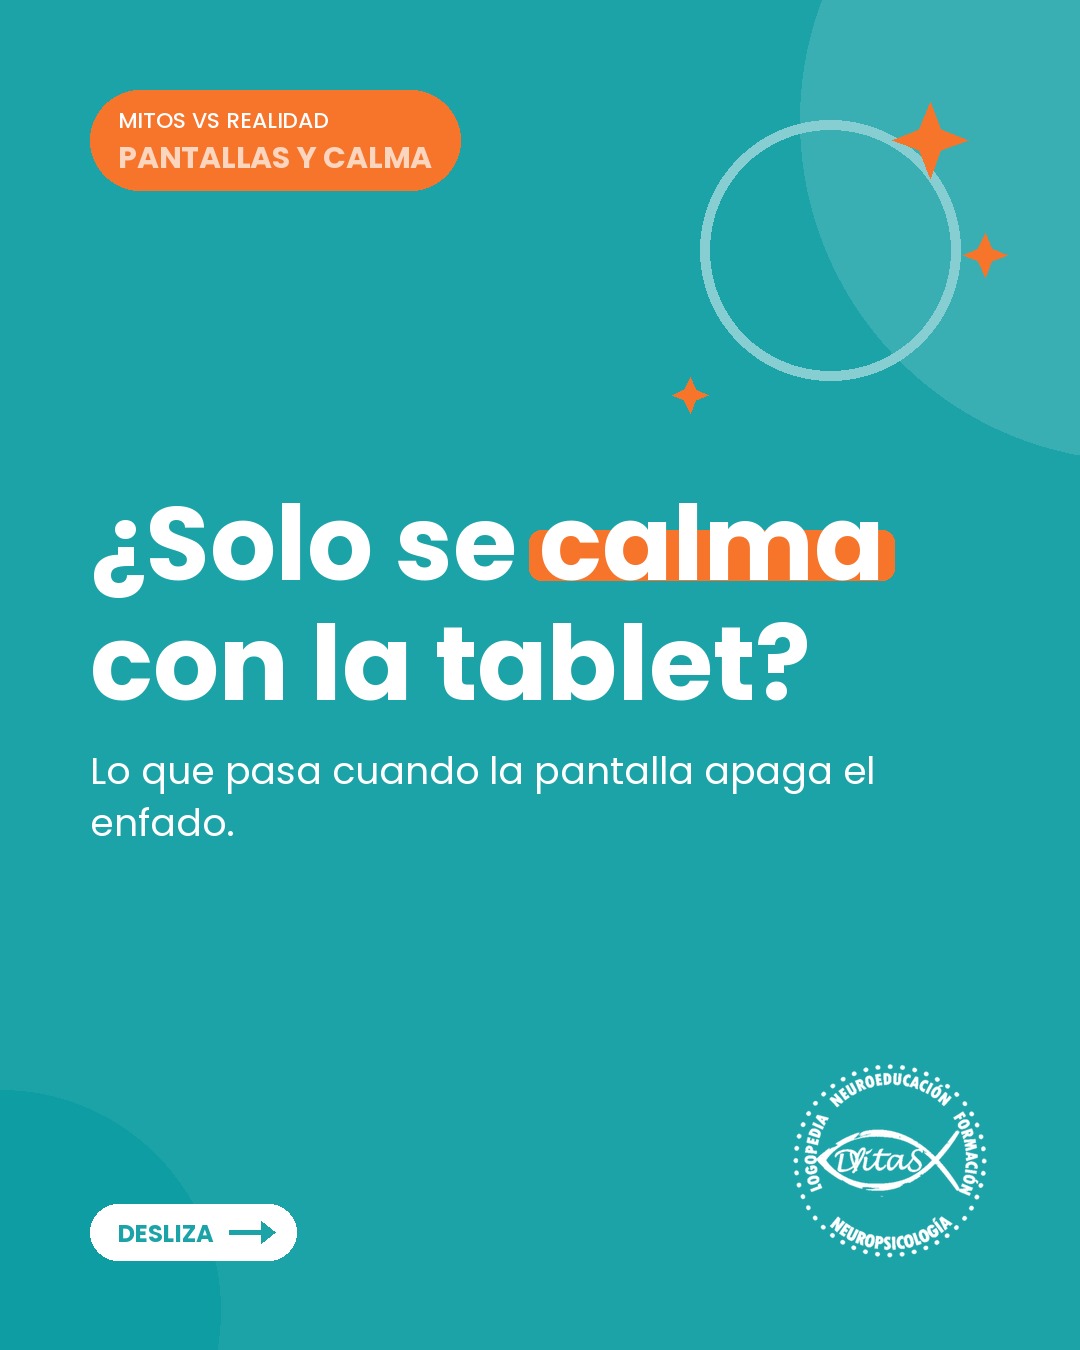 MITOS VS REALIDAD
PANTALLAS Y CALMA
¿Solo se calma
con la tablet?
Lo que pasa cuando la pantalla apaga el
enfado.
DESLIZA
LOGOPEDIA NEUROEDUCACIÓN FORMACIÓN
DVitaS
NEUROPSICOLOGÍA